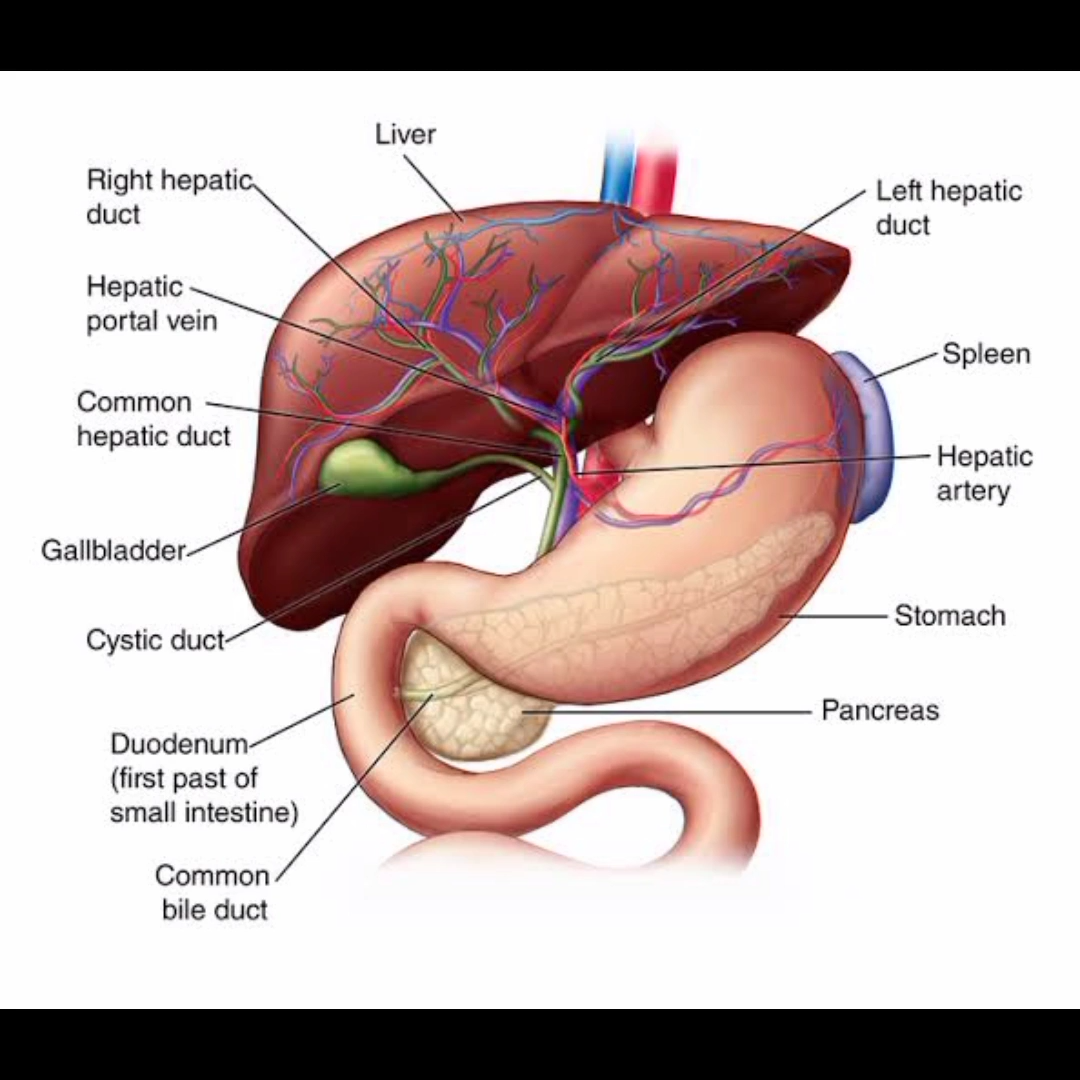 Liver
Right hepatic
duct
Left hepatic
duct
Hepatic
portal vein
Spleen
Common
hepatic duct
Hepatic
artery
Gallbladder
Stomach
Cystic duct
Pancreas
Duodenum
(first past of
small intestine)
Common
bile duct